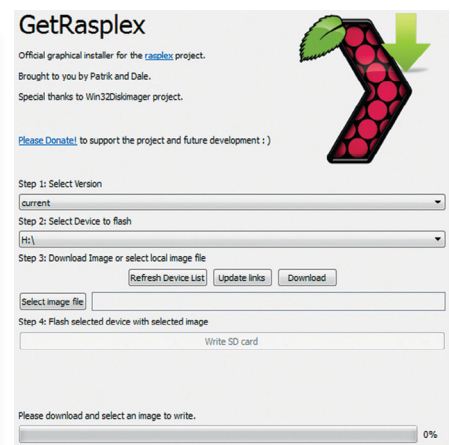 GetRasplex
Official graphical installer for the rasplex project.
Brought to you by Patrik and Dale.
Special thanks to Win32Diskimager project.
Please Donate! to support the project and future development : )
Step 1: Select Version
current
Step 2: Select Device to flash
H:\
Step 3: Download Image or select local image file
Refresh Device List Update links Download
Select image file
Step 4: Flash selected device with selected image
Write SD card
Please download and select an image to write.
0%